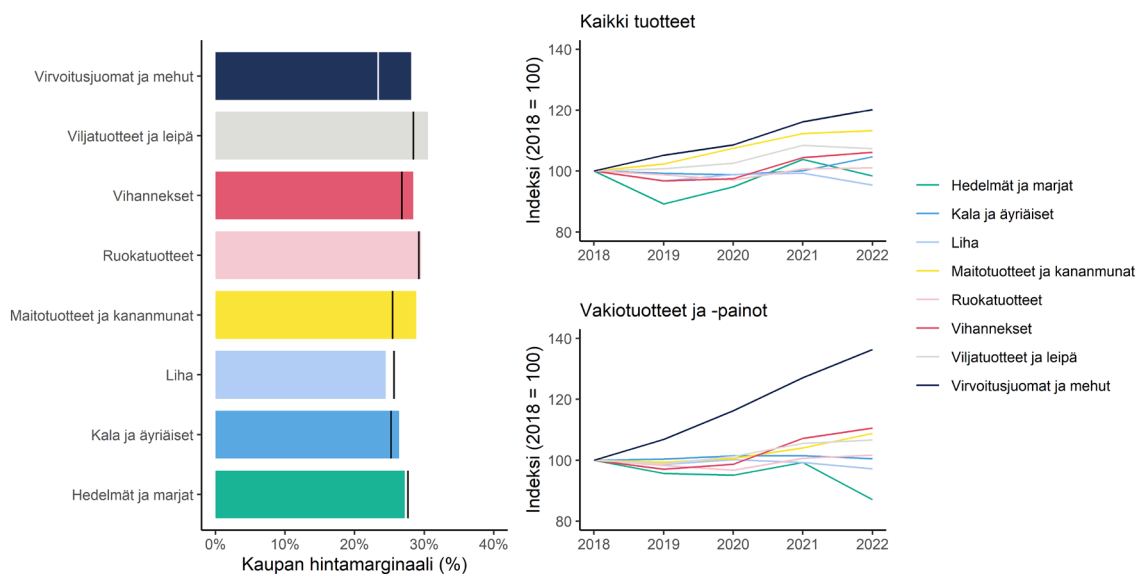 Virvoitusjuomat ja mehut
Viljatuotteet ja leipä
Vihannekset
Ruokatuotteet
Maitotuotteet ja kananmunat
Liha
Kala ja äyriäiset
Hedelmät ja marjat
0% 10% 20% 30% 40%
Kaupan hintamarginaali (%)
Kaikki tuotteet
Indeksi (2018 = 100)
140
120
100
80
2018 2019 2020 2021 2022
Vakiotuotteet ja -painot
Indeksi (2018 = 100)
140
120
100
80
2018 2019 2020 2021 2022
Hedelmät ja marjat
Kala ja äyriäiset
Liha
Maitotuotteet ja kananmunat
Ruokatuotteet
Vihannekset
Viljatuotteet ja leipä
Virvoitusjuomat ja mehut